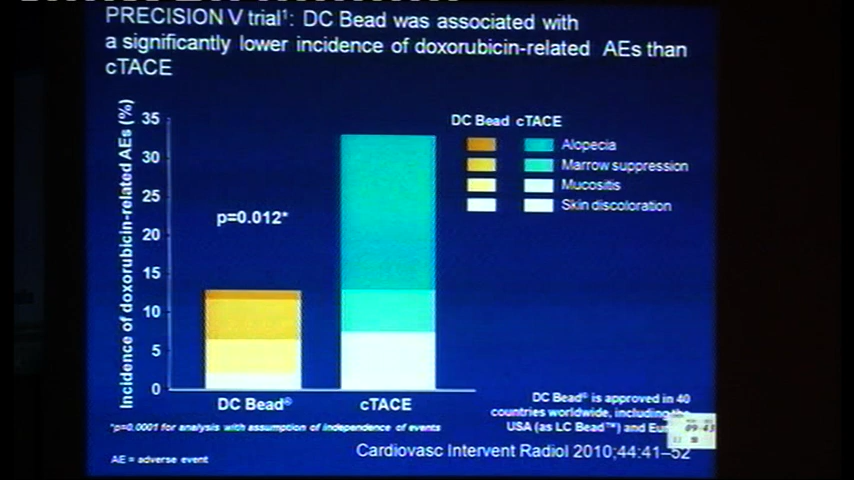 PRECISION V trial¹: DC Bead was associated with
a significantly lower incidence of doxorubicin-related AEs than
cTACE
Incidence of doxorubicin-related AEs (%)
35
30
25
20
15
10
5
0
p=0.012*
DC Bead cTACE
Alopecia
Marrow suppression
Mucositis
Skin discoloration
DC Bead® cTACE
*p=0.0001 for analysis with assumption of independence of events
AE = adverse event
DC Bead® is approved in 40
countries worldwide, including the
USA (as LC Bead™) and
Cardiovasc Intervent Radiol 2010;44:41–52
09:43